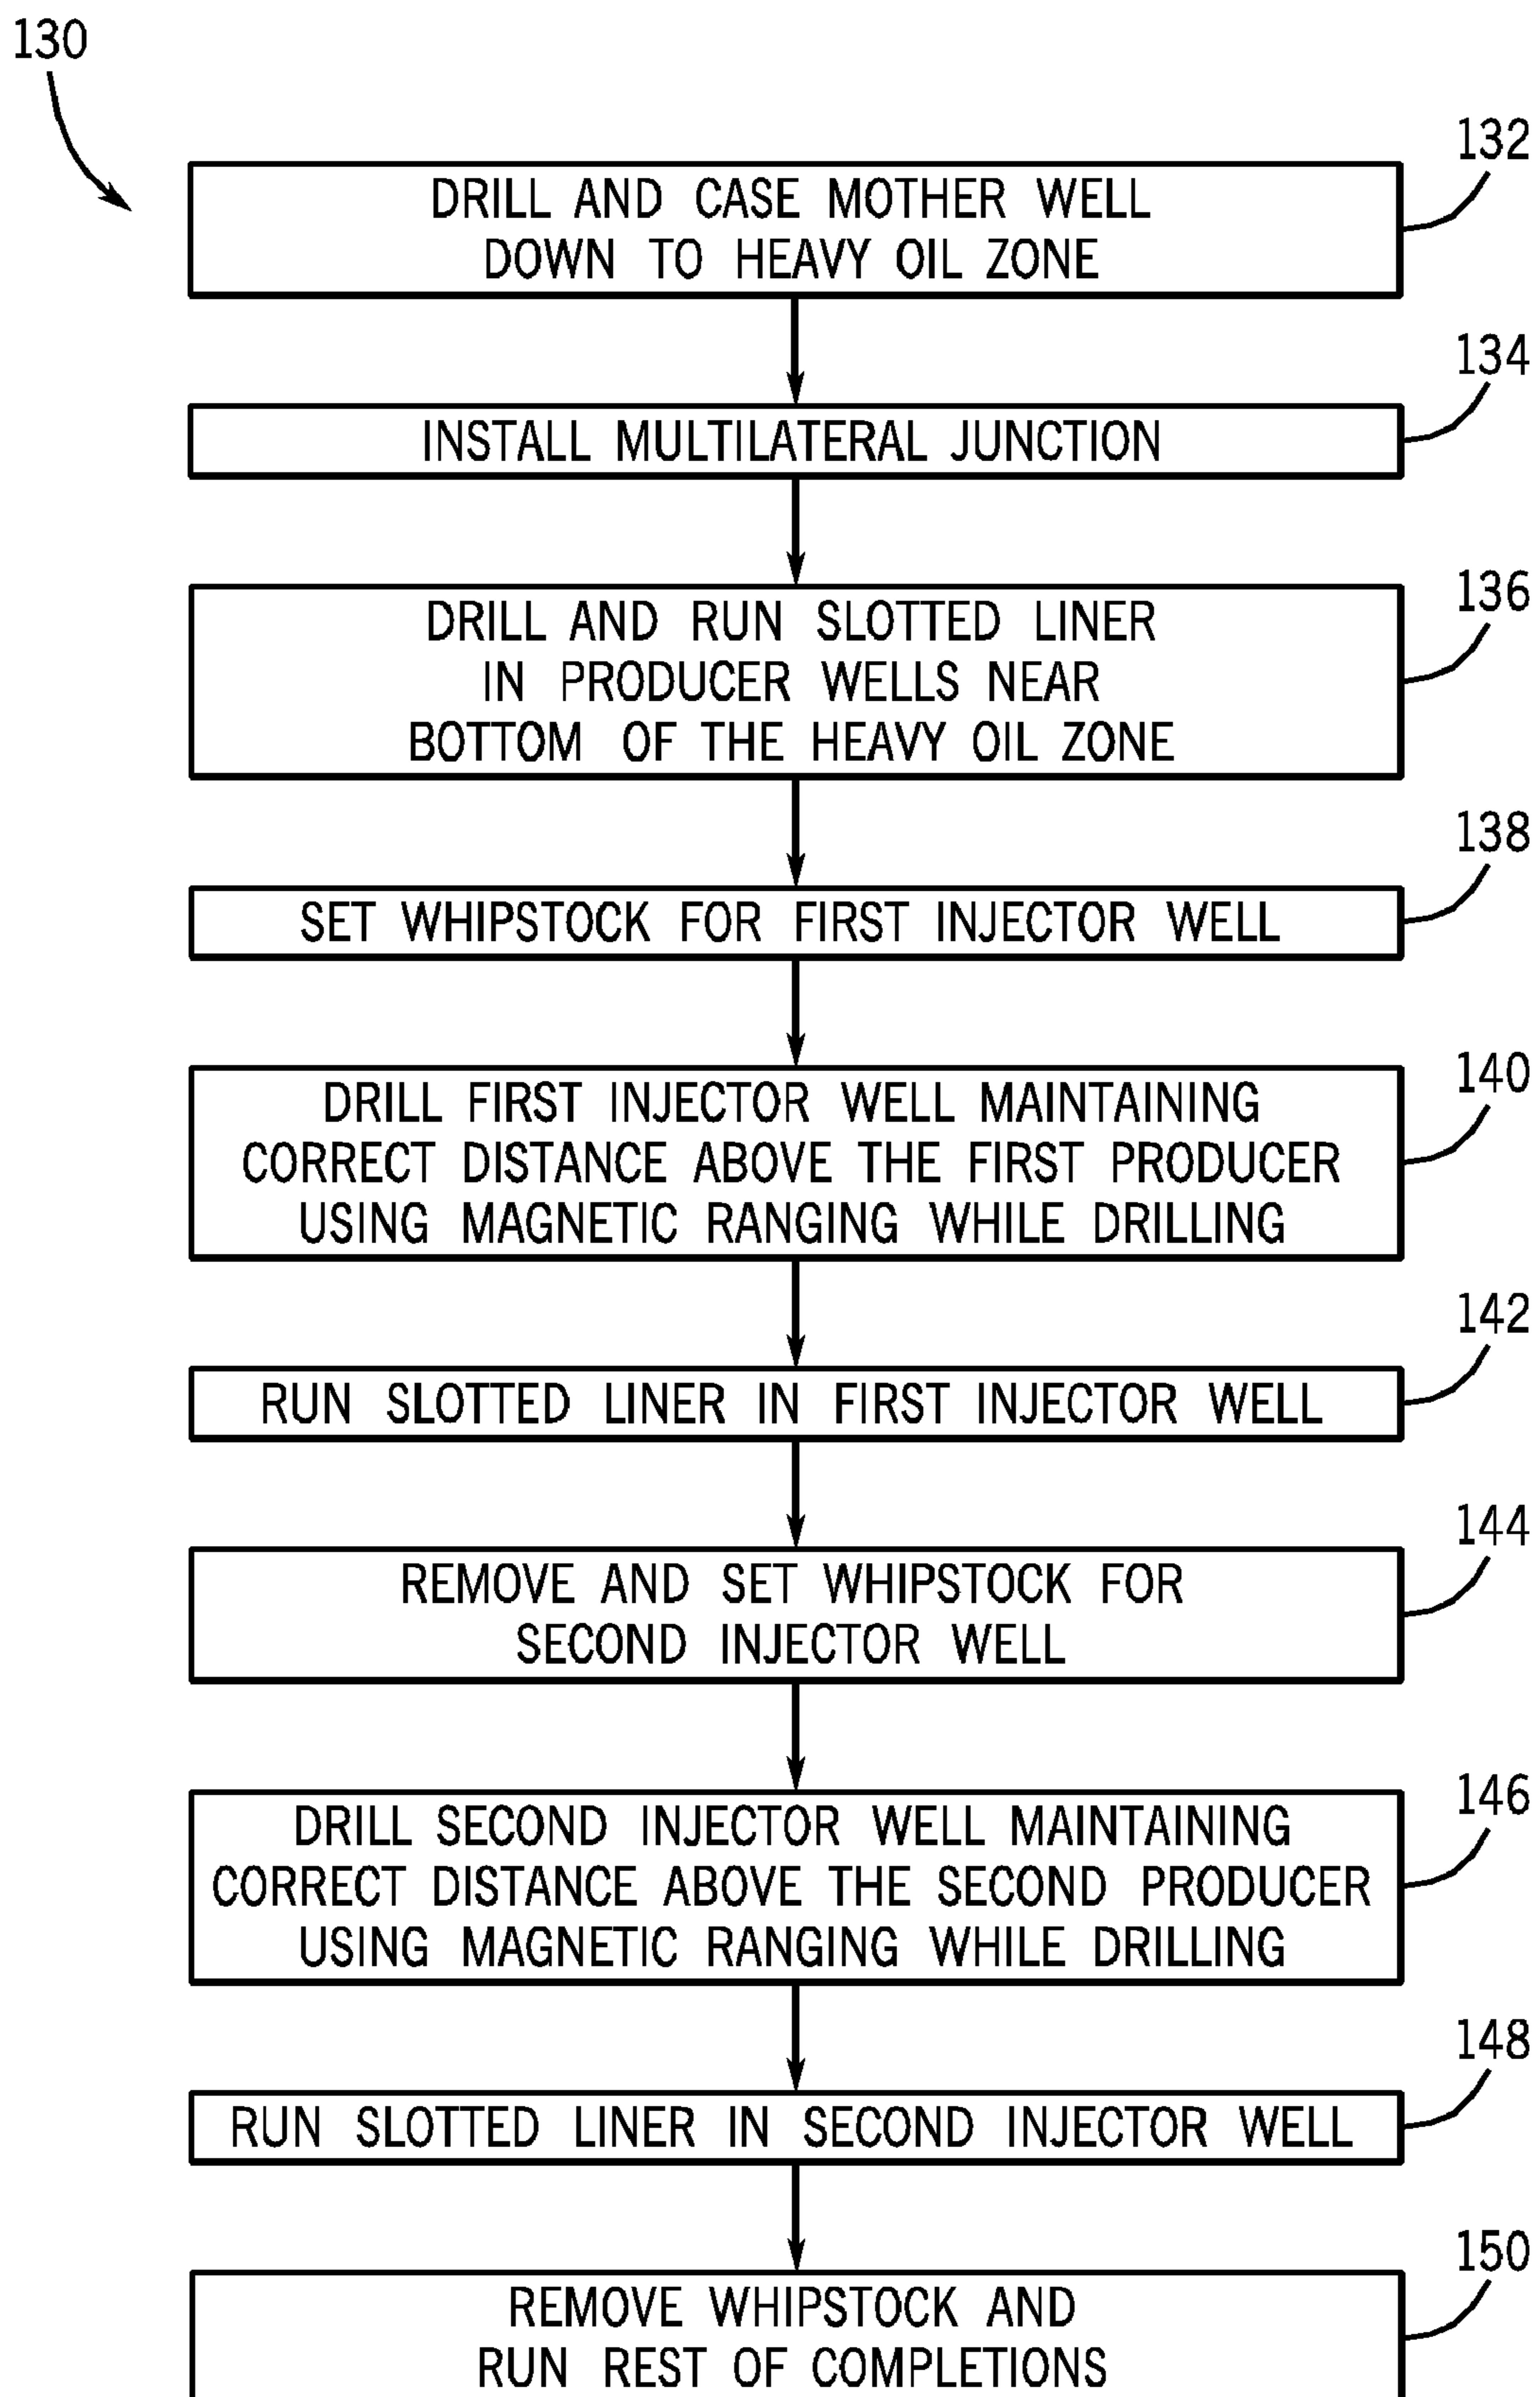 130
132
DRILL AND CASE MOTHER WELL
DOWN TO HEAVY OIL ZONE
134
INSTALL MULTILATERAL JUNCTION
136
DRILL AND RUN SLOTTED LINER
IN PRODUCER WELLS NEAR
BOTTOM OF THE HEAVY OIL ZONE
138
SET WHIPSTOCK FOR FIRST INJECTOR WELL
140
DRILL FIRST INJECTOR WELL MAINTAINING
CORRECT DISTANCE ABOVE THE FIRST PRODUCER
USING MAGNETIC RANGING WHILE DRILLING
142
RUN SLOTTED LINER IN FIRST INJECTOR WELL
144
REMOVE AND SET WHIPSTOCK FOR
SECOND INJECTOR WELL
146
DRILL SECOND INJECTOR WELL MAINTAINING
CORRECT DISTANCE ABOVE THE SECOND PRODUCER
USING MAGNETIC RANGING WHILE DRILLING
148
RUN SLOTTED LINER IN SECOND INJECTOR WELL
150
REMOVE WHIPSTOCK AND
RUN REST OF COMPLETIONS